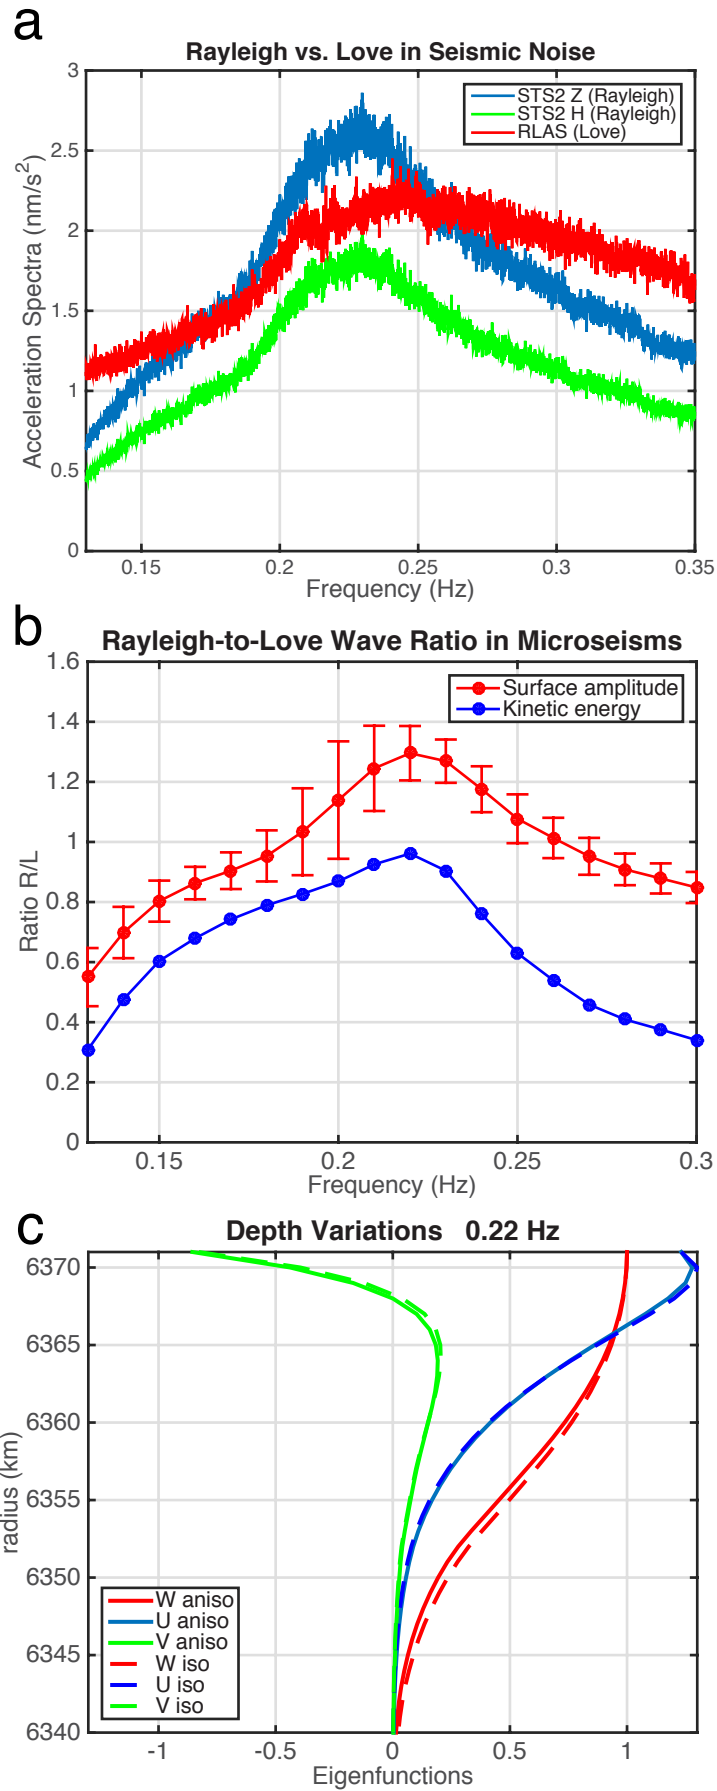 a
Rayleigh vs. Love in Seismic Noise
3
2.5
2
1.5
1
0.5
0
Acceleration Spectra (nm/s²)
STS2 Z (Rayleigh)
STS2 H (Rayleigh)
RLAS (Love)
0.15 0.2 0.25 0.3 0.35
Frequency (Hz)
b
Rayleigh-to-Love Wave Ratio in Microseisms
1.6
1.4
1.2
1
0.8
0.6
0.4
0.2
0
Ratio R/L
Surface amplitude
Kinetic energy
0.15 0.2 0.25 0.3
Frequency (Hz)
c
Depth Variations 0.22 Hz
6370
6365
6360
6355
6350
6345
6340
radius (km)
W aniso
U aniso
V aniso
W iso
U iso
V iso
-1 -0.5 0 0.5 1
Eigenfunctions